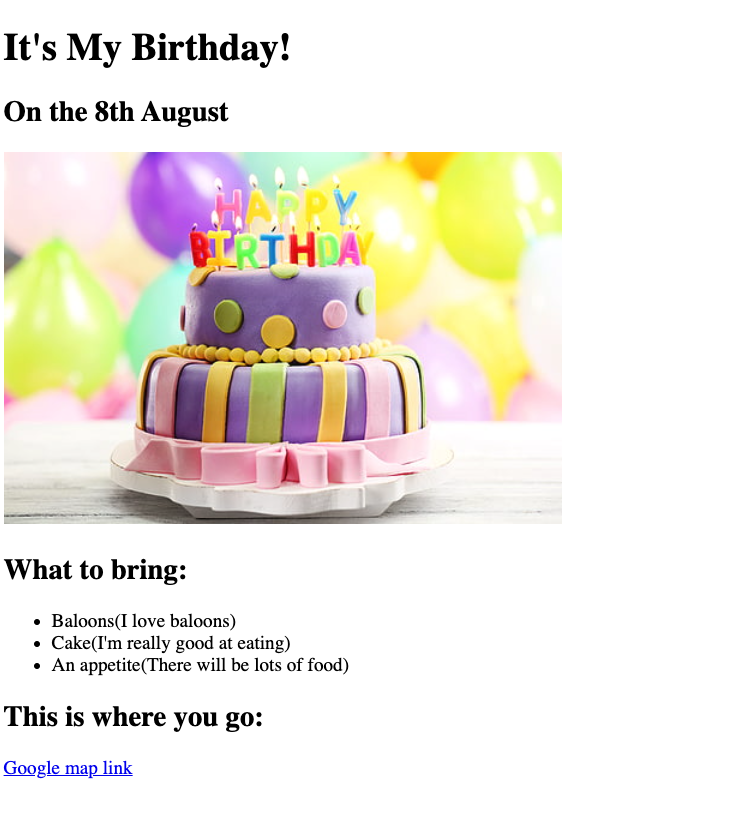 It's My Birthday!
On the 8th August
HAPPY
BIRTHDAY
What to bring:
Baloons(I love baloons)
Cake(I'm really good at eating)
An appetite(There will be lots of food)
This is where you go:
Google map link